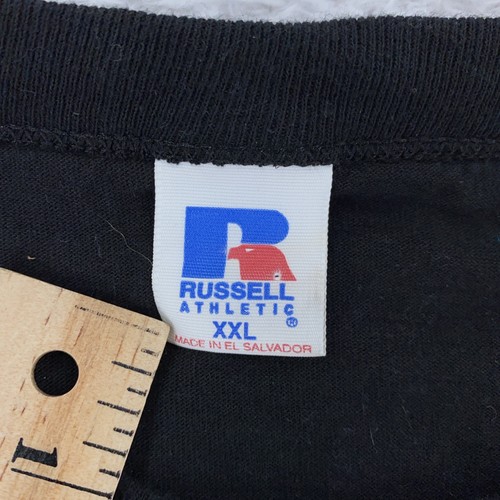 R
RUSSELL
ATHLETIC ®
XXL
MADE IN EL SALVADOR
1